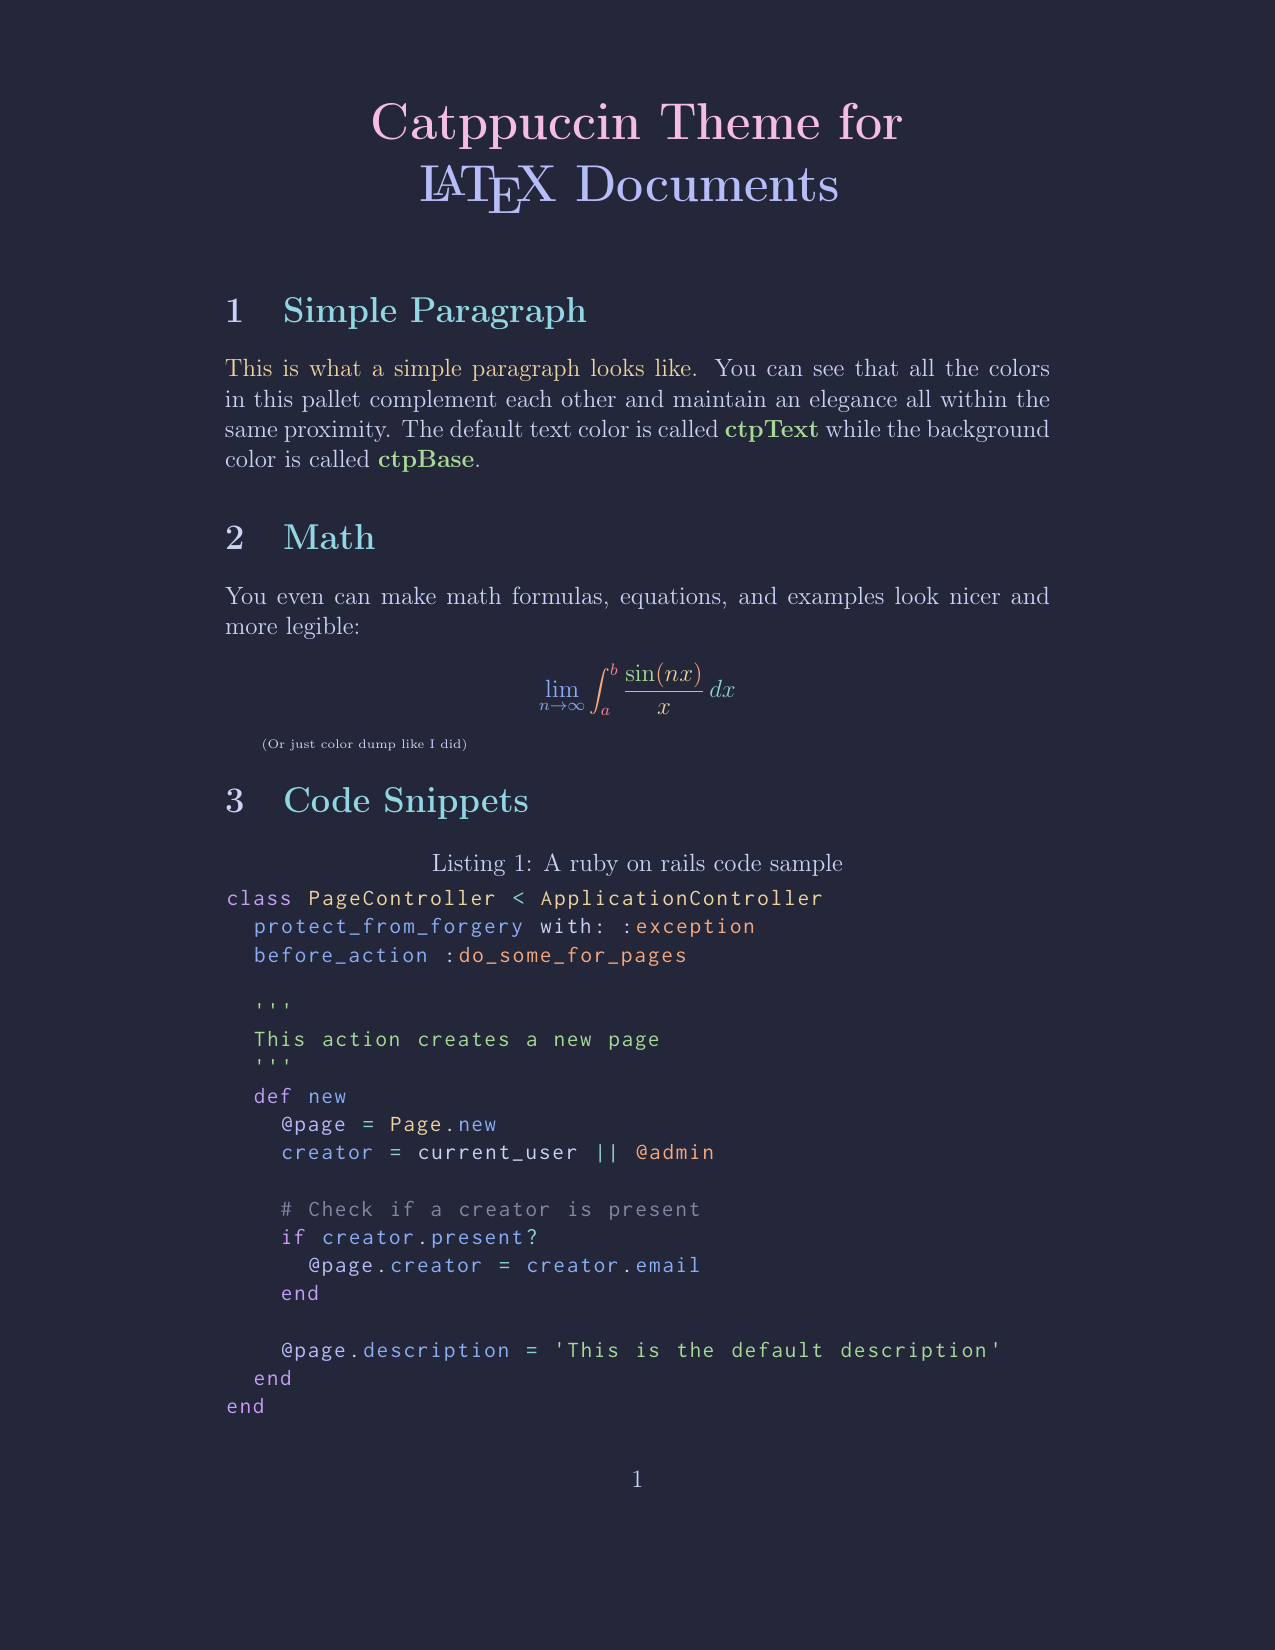 Catppuccin Theme for
LATEX Documents
1 Simple Paragraph
This is what a simple paragraph looks like. You can see that all the colors
in this pallet complement each other and maintain an elegance all within the
same proximity. The default text color is called ctpText while the background
color is called ctpBase.
2 Math
You even can make math formulas, equations, and examples look nicer and
more legible:
lim n→∞ ∫_a^b sin(nx)/x dx
(Or just color dump like I did)
3 Code Snippets
Listing 1: A ruby on rails code sample
class PageController < ApplicationController
  protect_from_forgery with: :exception
  before_action :do_some_for_pages

  '''
  This action creates a new page
  '''
  def new
    @page = Page.new
    creator = current_user || @admin

    # Check if a creator is present
    if creator.present?
      @page.creator = creator.email
    end

    @page.description = 'This is the default description'
  end
end
1